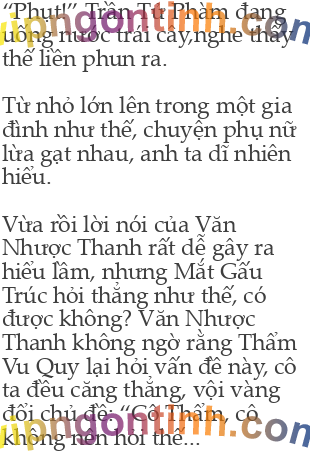 “Phụt!” Trần Tư Phàm đang
uống nước trái cây,nghe thấy
thế liền phun ra.
Từ nhỏ lớn lên trong một gia
đình như thế, chuyện phụ nữ
lừa gạt nhau, anh ta dĩ nhiên
hiểu.
Vừa rồi lời nói của Văn
Nhược Thanh rất dễ gây ra
hiểu lầm, nhưng Mắt Gấu
Trúc hỏi thẳng như thế, có
được không? Văn Nhược
Thanh không ngờ rằng Thẩm
Vu Quy lại hỏi vấn đề này, cô
ta đều căng thẳng, vội vàng
đổi chủ đề: “Cô Thẩm, cô
không nên hỏi thế...
vipngontinh.com
vipngontinh.com